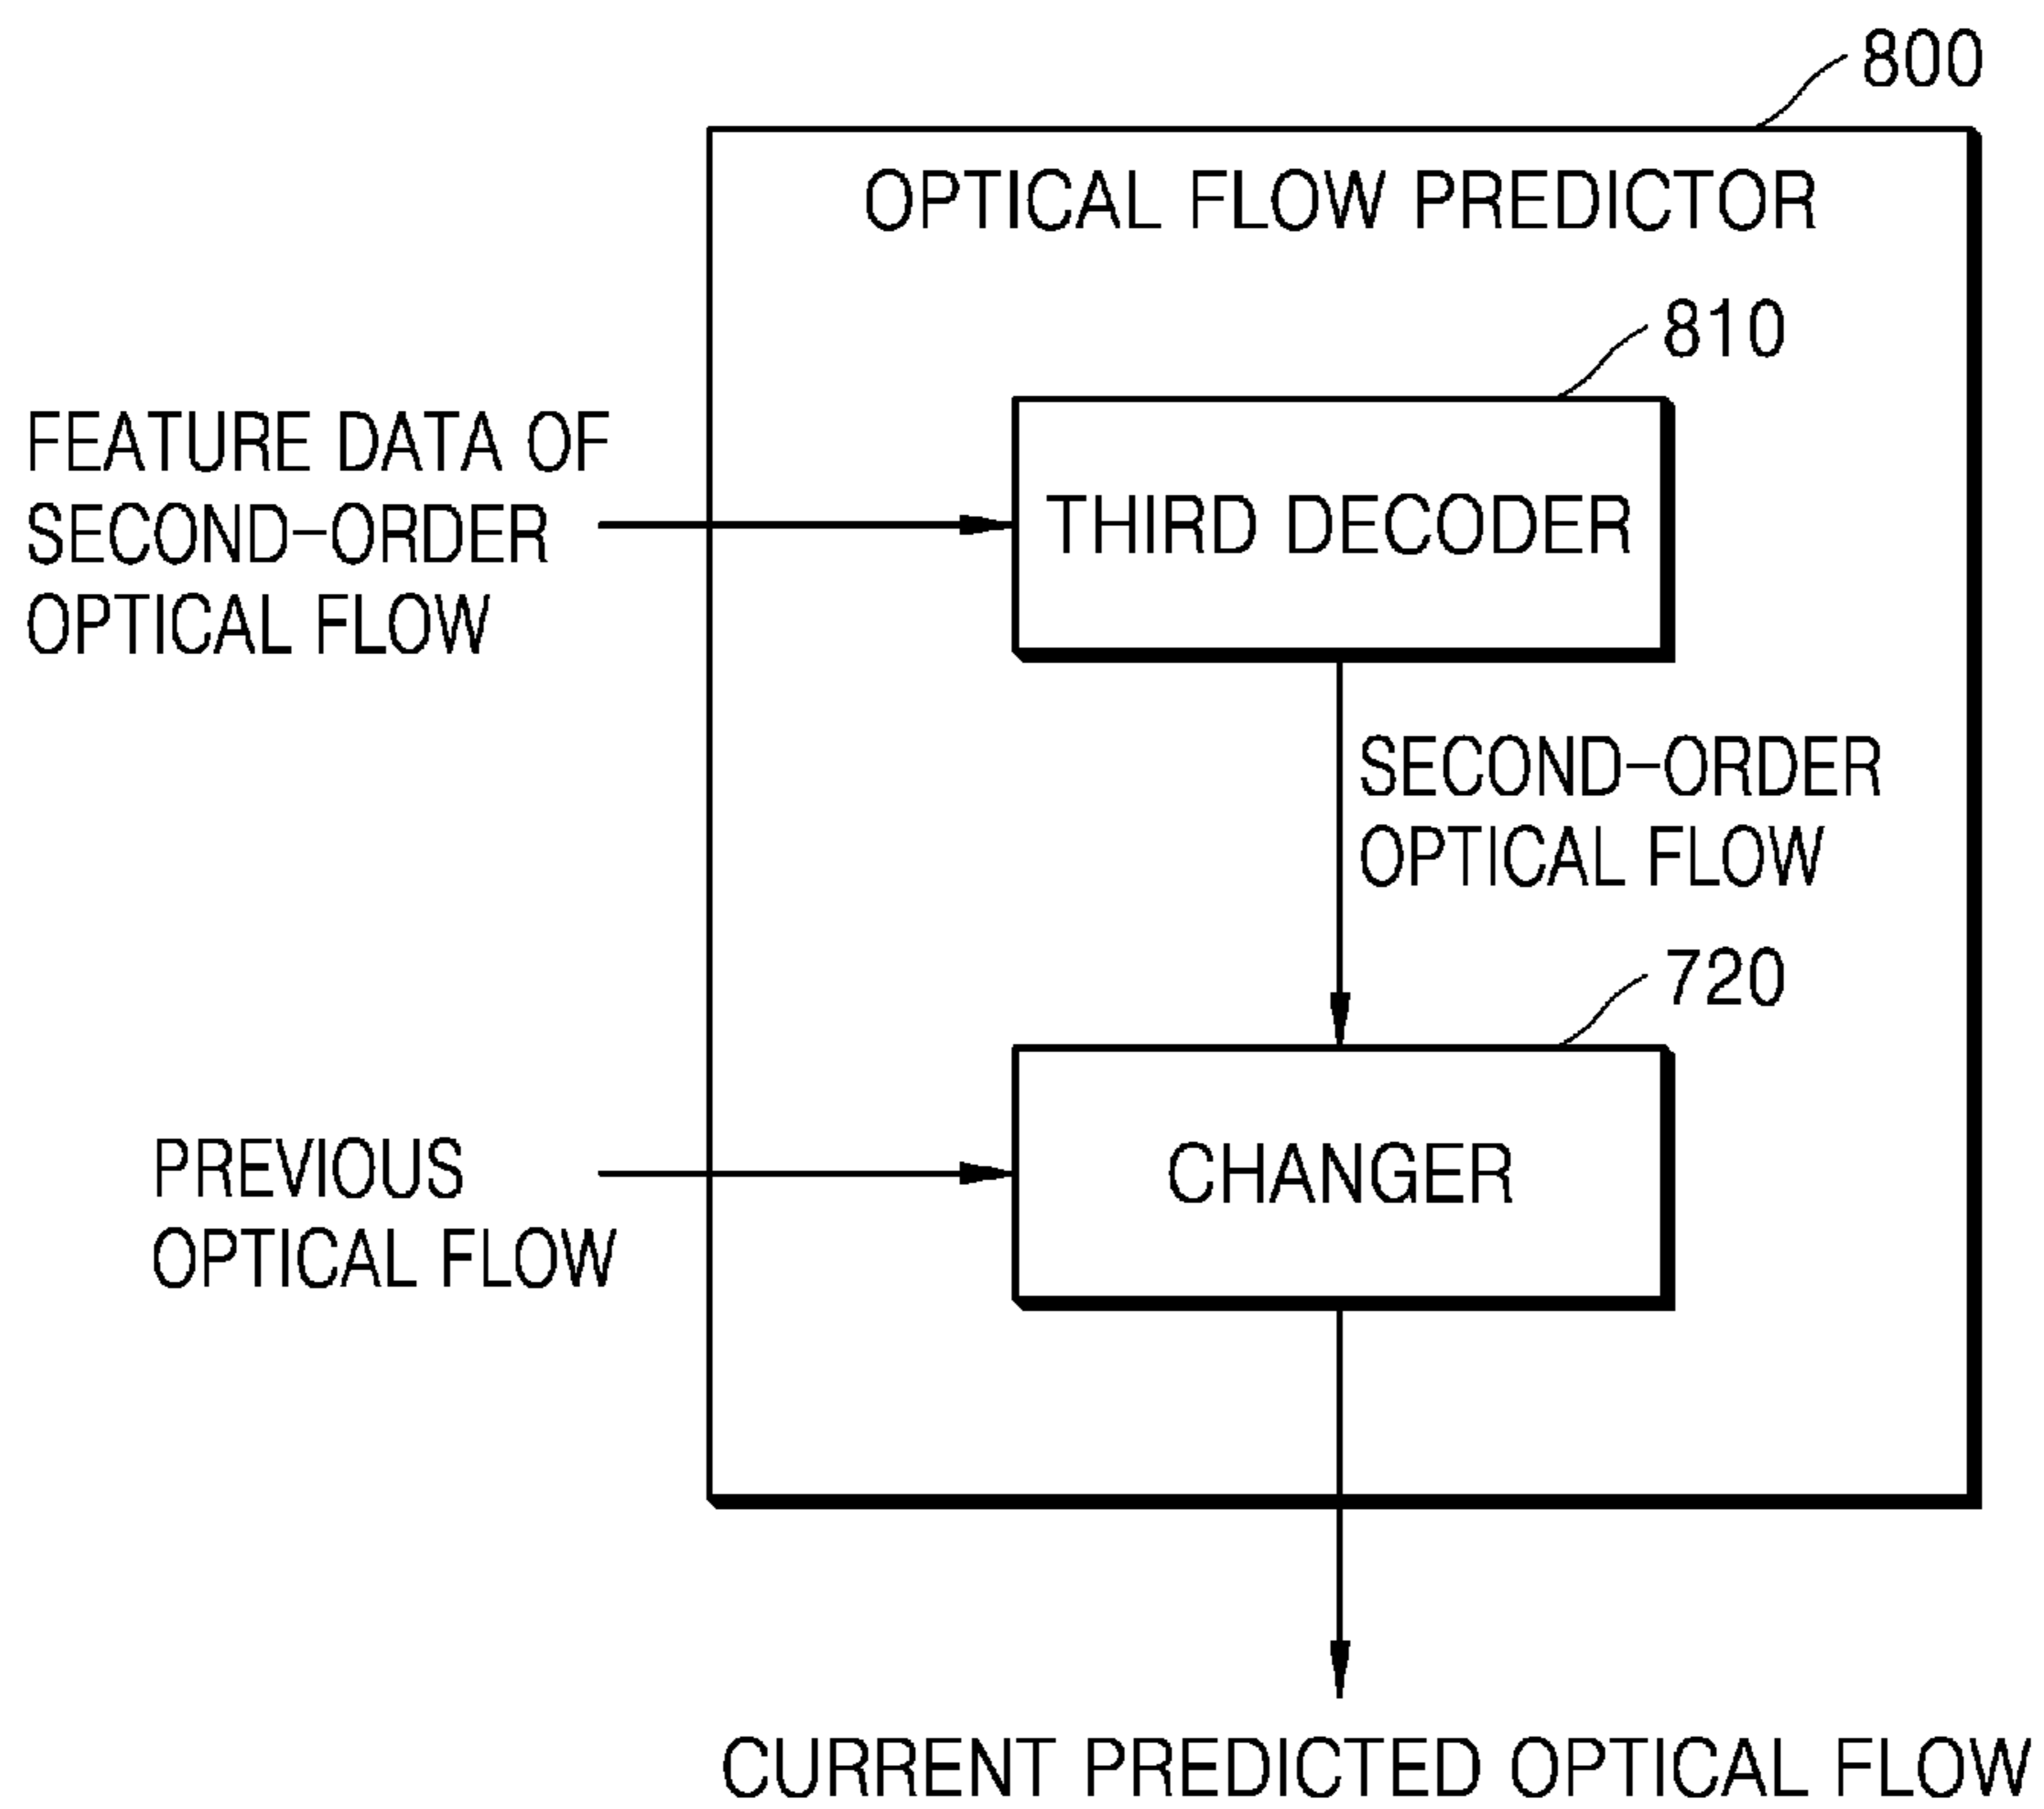 800
OPTICAL FLOW PREDICTOR
810
FEATURE DATA OF
SECOND-ORDER
OPTICAL FLOW
THIRD DECODER
SECOND-ORDER
OPTICAL FLOW
720
PREVIOUS
OPTICAL FLOW
CHANGER
CURRENT PREDICTED OPTICAL FLOW